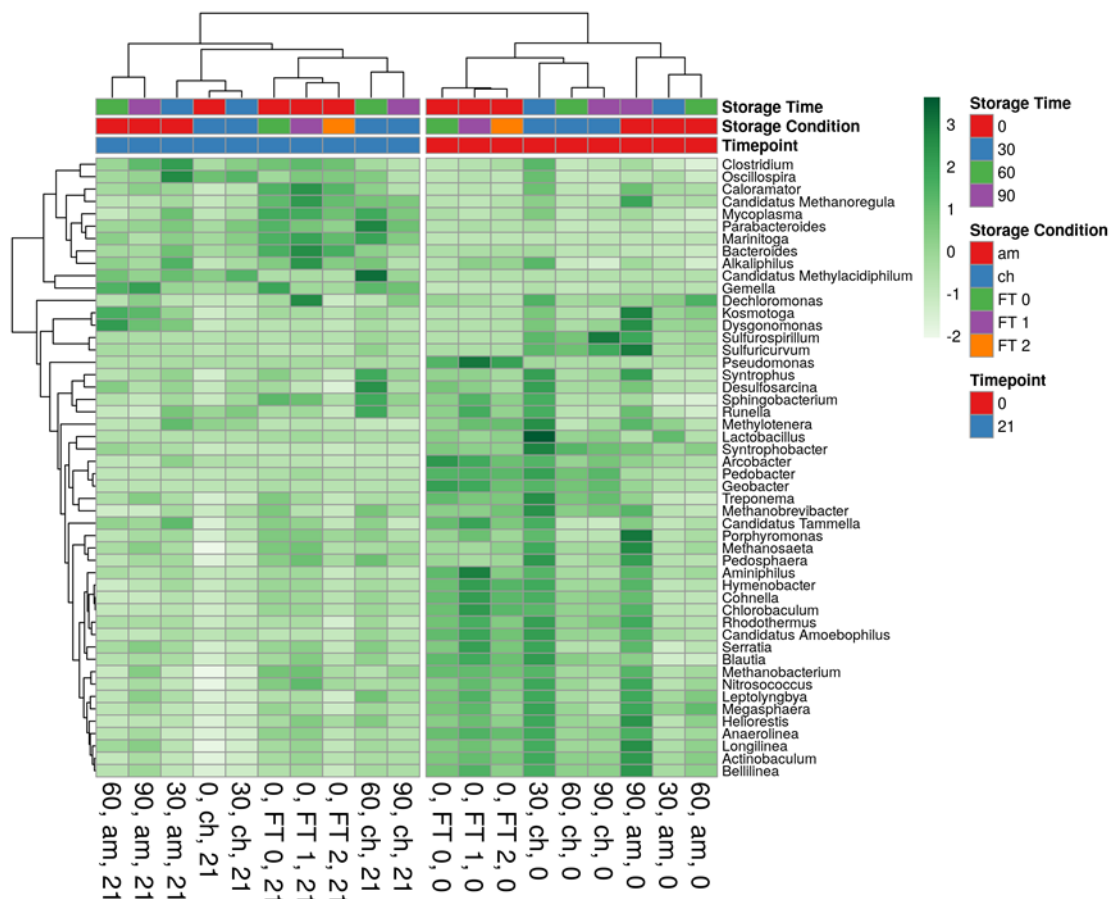 Storage Time
Storage Condition
Timepoint
Clostridium
Oscillospira
Caloramator
Candidatus Methanoregula
Mycoplasma
Parabacteroides
Marinitoga
Bacteroides
Alkaliphilus
Candidatus Methylacidiphilum
Gemella
Dechloromonas
Kosmotoga
Dysgonomonas
Sulfurospirillum
Sulfuricurvum
Pseudomonas
Syntrophus
Desulfosarcina
Sphingobacterium
Runella
Methylotenera
Lactobacillus
Syntrophobacter
Arcobacter
Pedobacter
Geobacter
Treponema
Methanobrevibacter
Candidatus Tammella
Porphyromonas
Methanosaeta
Pedosphaera
Aminiphilus
Hymenobacter
Cohnella
Chlorobaculum
Rhodothermus
Candidatus Amoebophilus
Serratia
Blautia
Methanobacterium
Nitrosococcus
Leptolyngbya
Megasphaera
Heliorestis
Anaerolinea
Longilinea
Actinobaculum
Bellilinea
60, am, 21
90, am, 21
30, am, 21
0, ch, 21
30, ch, 21
0, FT 0, 21
0, FT 1, 21
0, FT 2, 21
60, ch, 21
90, ch, 21
0, FT 0, 0
0, FT 1, 0
0, FT 2, 0
30, ch, 0
60, ch, 0
90, ch, 0
90, am, 0
30, am, 0
60, am, 0
3
2
1
0
-1
-2
Storage Time
0
30
60
90
Storage Condition
am
ch
FT 0
FT 1
FT 2
Timepoint
0
21